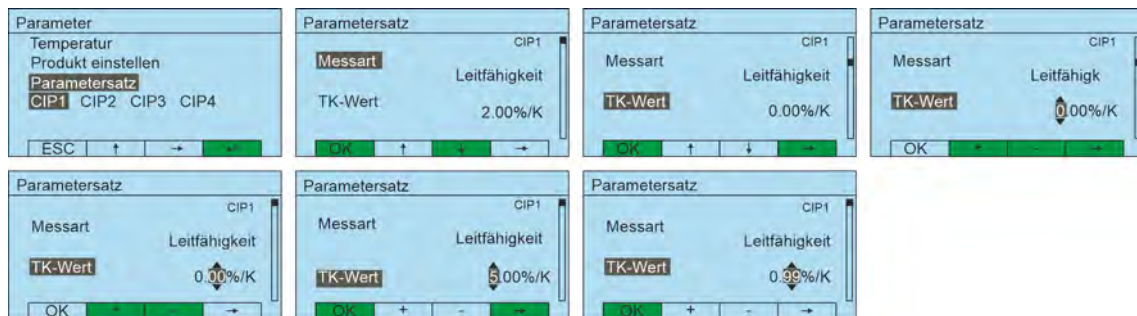 Parameter
Temperatur
Produkt einstellen
Parametersatz
CIP1 CIP2 CIP3 CIP4
ESC ↑ →
Parametersatz
CIP1
Messart
Leitfähigkeit
TK-Wert
2.00%/K
OK ↑ ↓ →
Parametersatz
CIP1
Messart
Leitfähigkeit
TK-Wert
0.00%/K
OK ↑ ↓ →
Parametersatz
CIP1
Messart
Leitfähigk
TK-Wert
0.00%/K
OK + - →
Parametersatz
CIP1
Messart
Leitfähigkeit
TK-Wert
0.00%/K
OK + - →
Parametersatz
CIP1
Messart
Leitfähigkeit
TK-Wert
5.00%/K
OK + - →
Parametersatz
CIP1
Messart
Leitfähigkeit
TK-Wert
0.99%/K
OK + - →